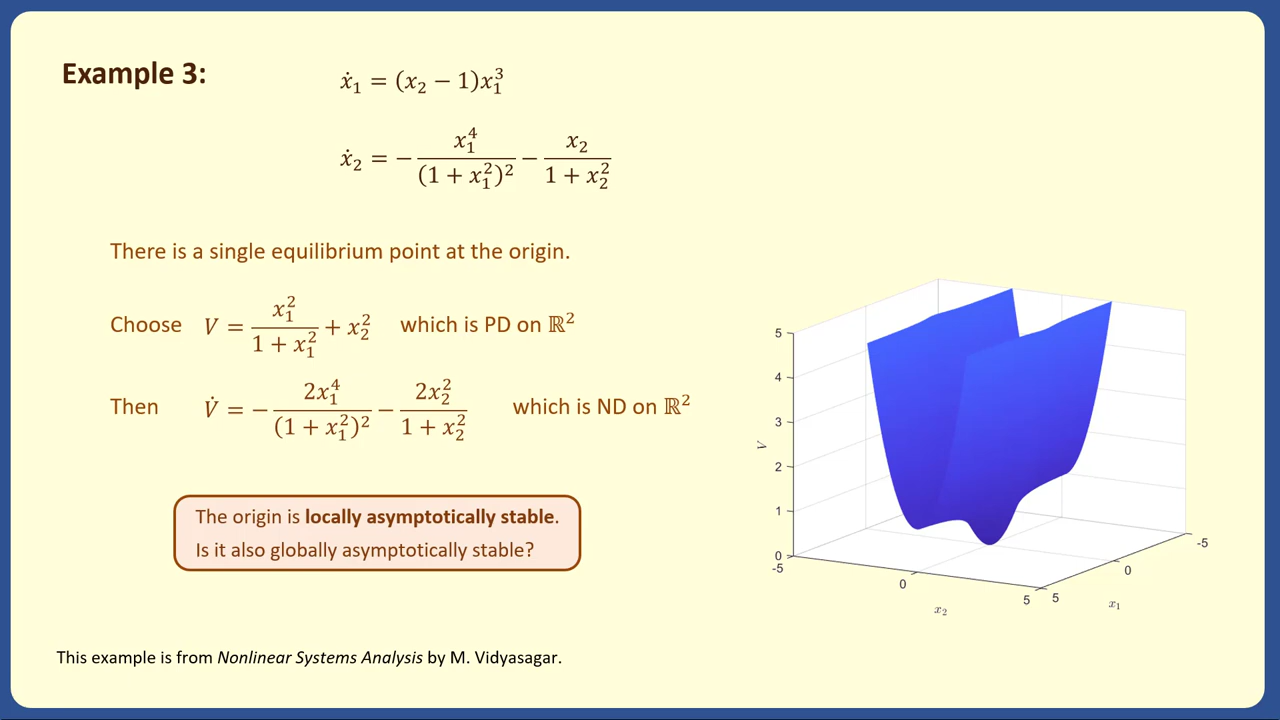 Example 3:
ẋ₁ = (x₂ − 1)x₁³
ẋ₂ = − x₁⁴/(1 + x₁²)² − x₂/(1 + x₂²)
There is a single equilibrium point at the origin.
Choose V = x₁²/(1 + x₁²) + x₂² which is PD on ℝ²
Then V̇ = − 2x₁⁴/(1 + x₁²)² − 2x₂²/(1 + x₂²) which is ND on ℝ²
The origin is locally asymptotically stable.
Is it also globally asymptotically stable?
This example is from Nonlinear Systems Analysis by M. Vidyasagar.
5
4
3
2
1
0
V
-5
0
5
x₂
5
0
-5
x₁